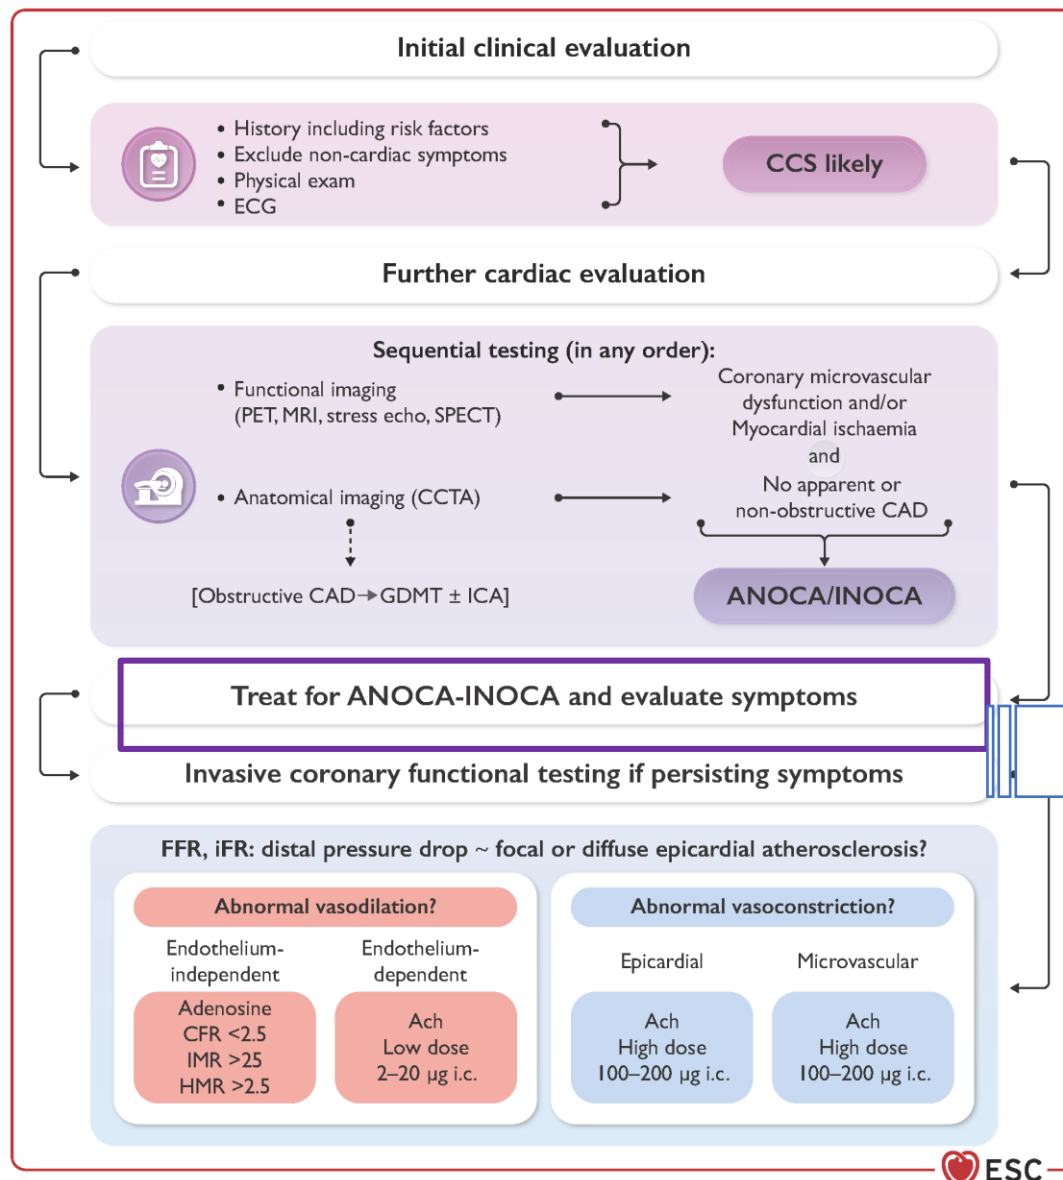 Initial clinical evaluation
• History including risk factors
• Exclude non-cardiac symptoms
• Physical exam
• ECG
CCS likely
Further cardiac evaluation
Sequential testing (in any order):
• Functional imaging
(PET, MRI, stress echo, SPECT)
Coronary microvascular
dysfunction and/or
Myocardial ischaemia
and
• Anatomical imaging (CCTA)
No apparent or
non-obstructive CAD
[Obstructive CAD→GDMT ± ICA]
ANOCA/INOCA
Treat for ANOCA-INOCA and evaluate symptoms
Invasive coronary functional testing if persisting symptoms
FFR, iFR: distal pressure drop ~ focal or diffuse epicardial atherosclerosis?
Abnormal vasodilation?
Endothelium-
independent
Adenosine
CFR <2.5
IMR >25
HMR >2.5
Endothelium-
dependent
Ach
Low dose
2–20 µg i.c.
Abnormal vasoconstriction?
Epicardial
Ach
High dose
100–200 µg i.c.
Microvascular
Ach
High dose
100–200 µg i.c.
ESC